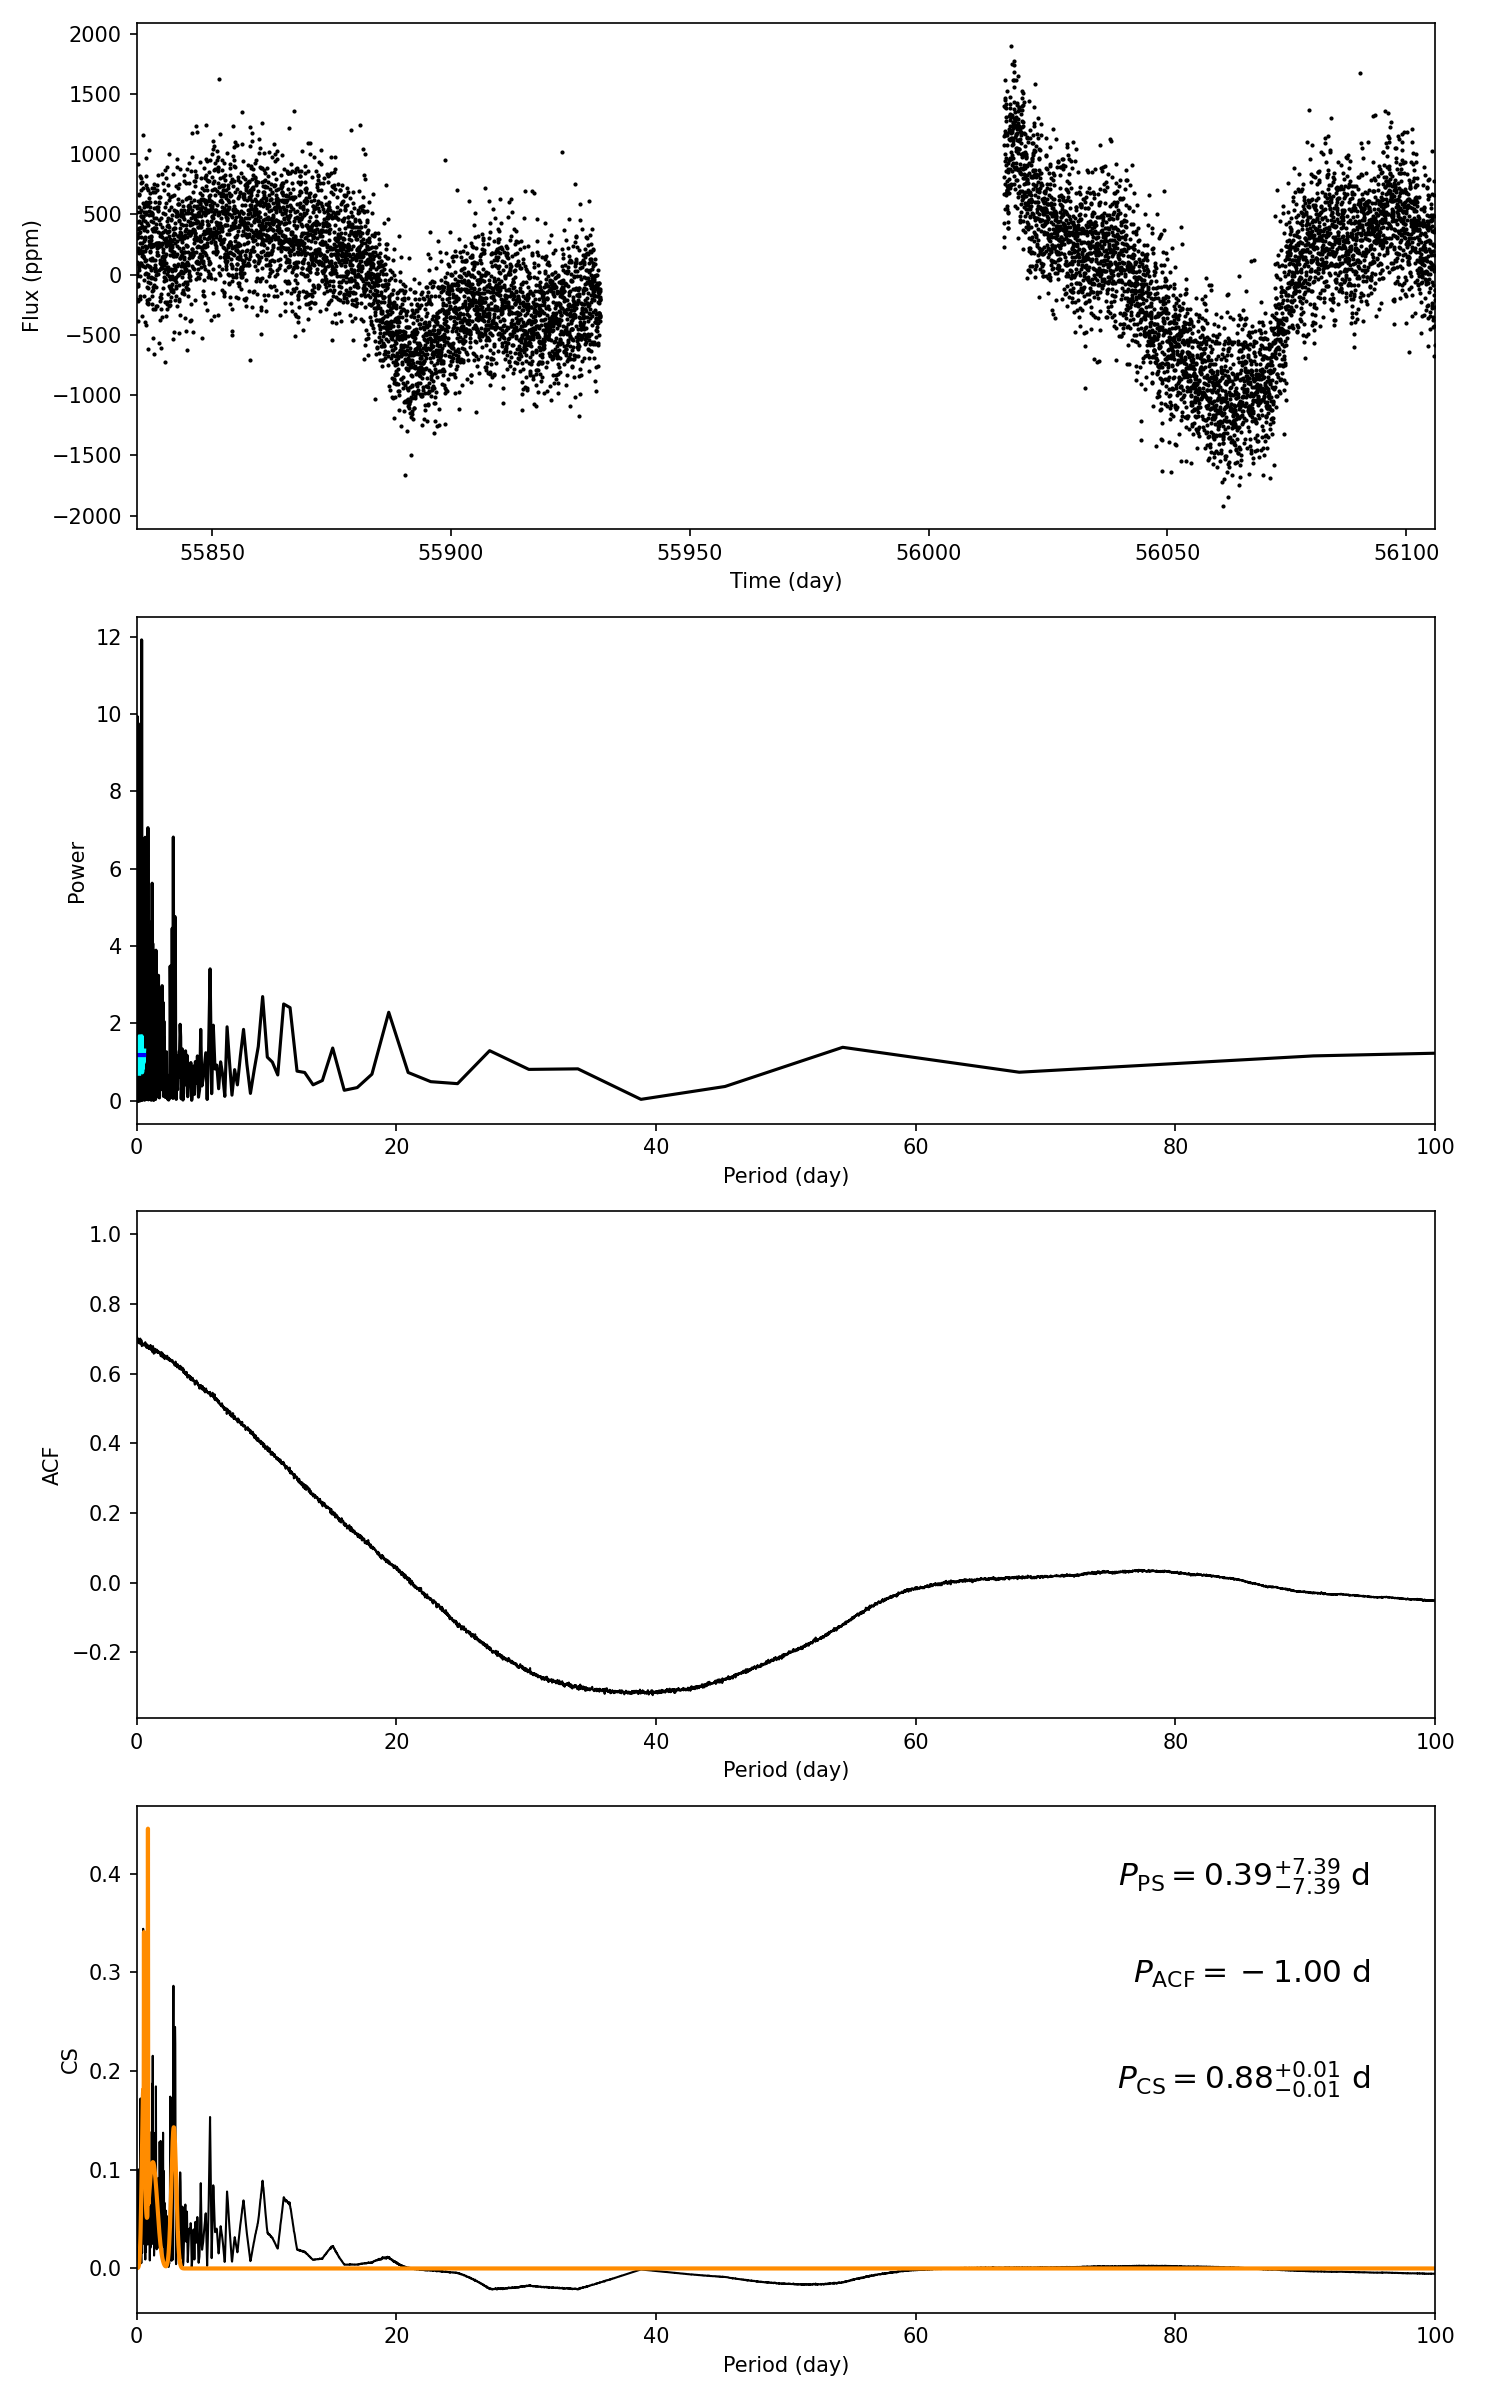 2000
1500
1000
500
0
−500
−1000
−1500
−2000
Flux (ppm)
55850 55900 55950 56000 56050 56100
Time (day)
12
10
8
6
4
2
0
Power
0 20 40 60 80 100
Period (day)
1.0
0.8
0.6
0.4
0.2
0.0
−0.2
ACF
0 20 40 60 80 100
Period (day)
0.4
0.3
0.2
0.1
0.0
CS
P_PS = 0.39 +7.39 −7.39 d
P_ACF = − 1.00 d
P_CS = 0.88 +0.01 −0.01 d
0 20 40 60 80 100
Period (day)